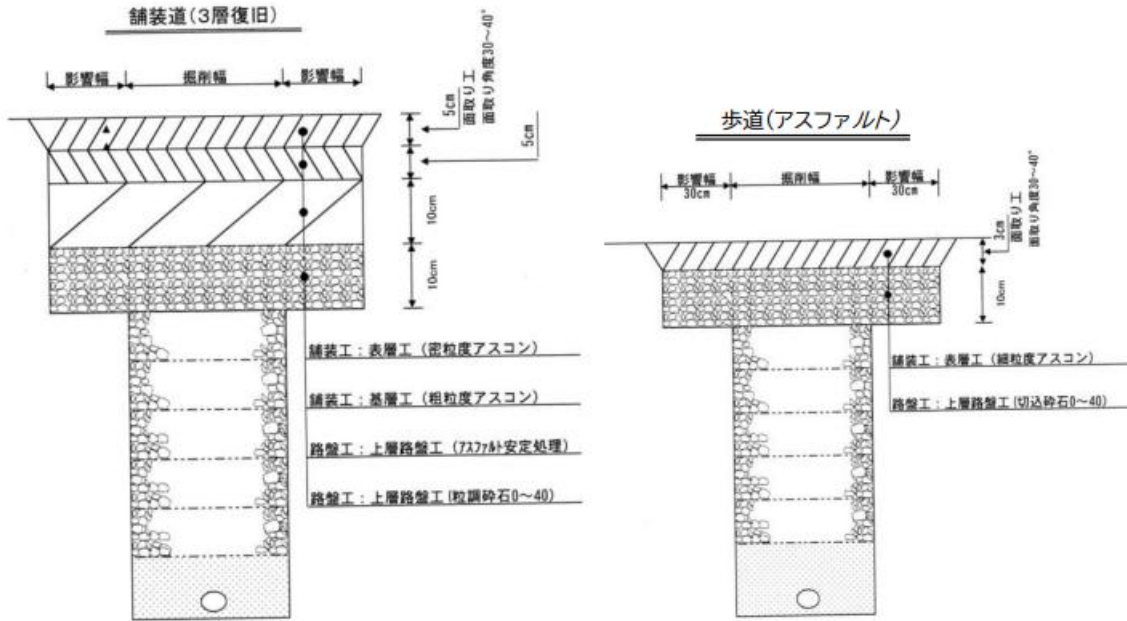 舗装道(3層復旧)
影響幅
掘削幅
影響幅
5cm
面取り工
面取り角度30〜40°
5cm
10cm
10cm
舗装工：表層工（密粒度アスコン）
舗装工：基層工（粗粒度アスコン）
路盤工：上層路盤工（アスファルト安定処理）
路盤工：上層路盤工(粒調砕石0〜40)
歩道(アスファルト)
影響幅
30cm
掘削幅
影響幅
30cm
3cm
面取り工
面取り角度30〜40°
10cm
舗装工：表層工（細粒度アスコン）
路盤工：上層路盤工(切込砕石0〜40)